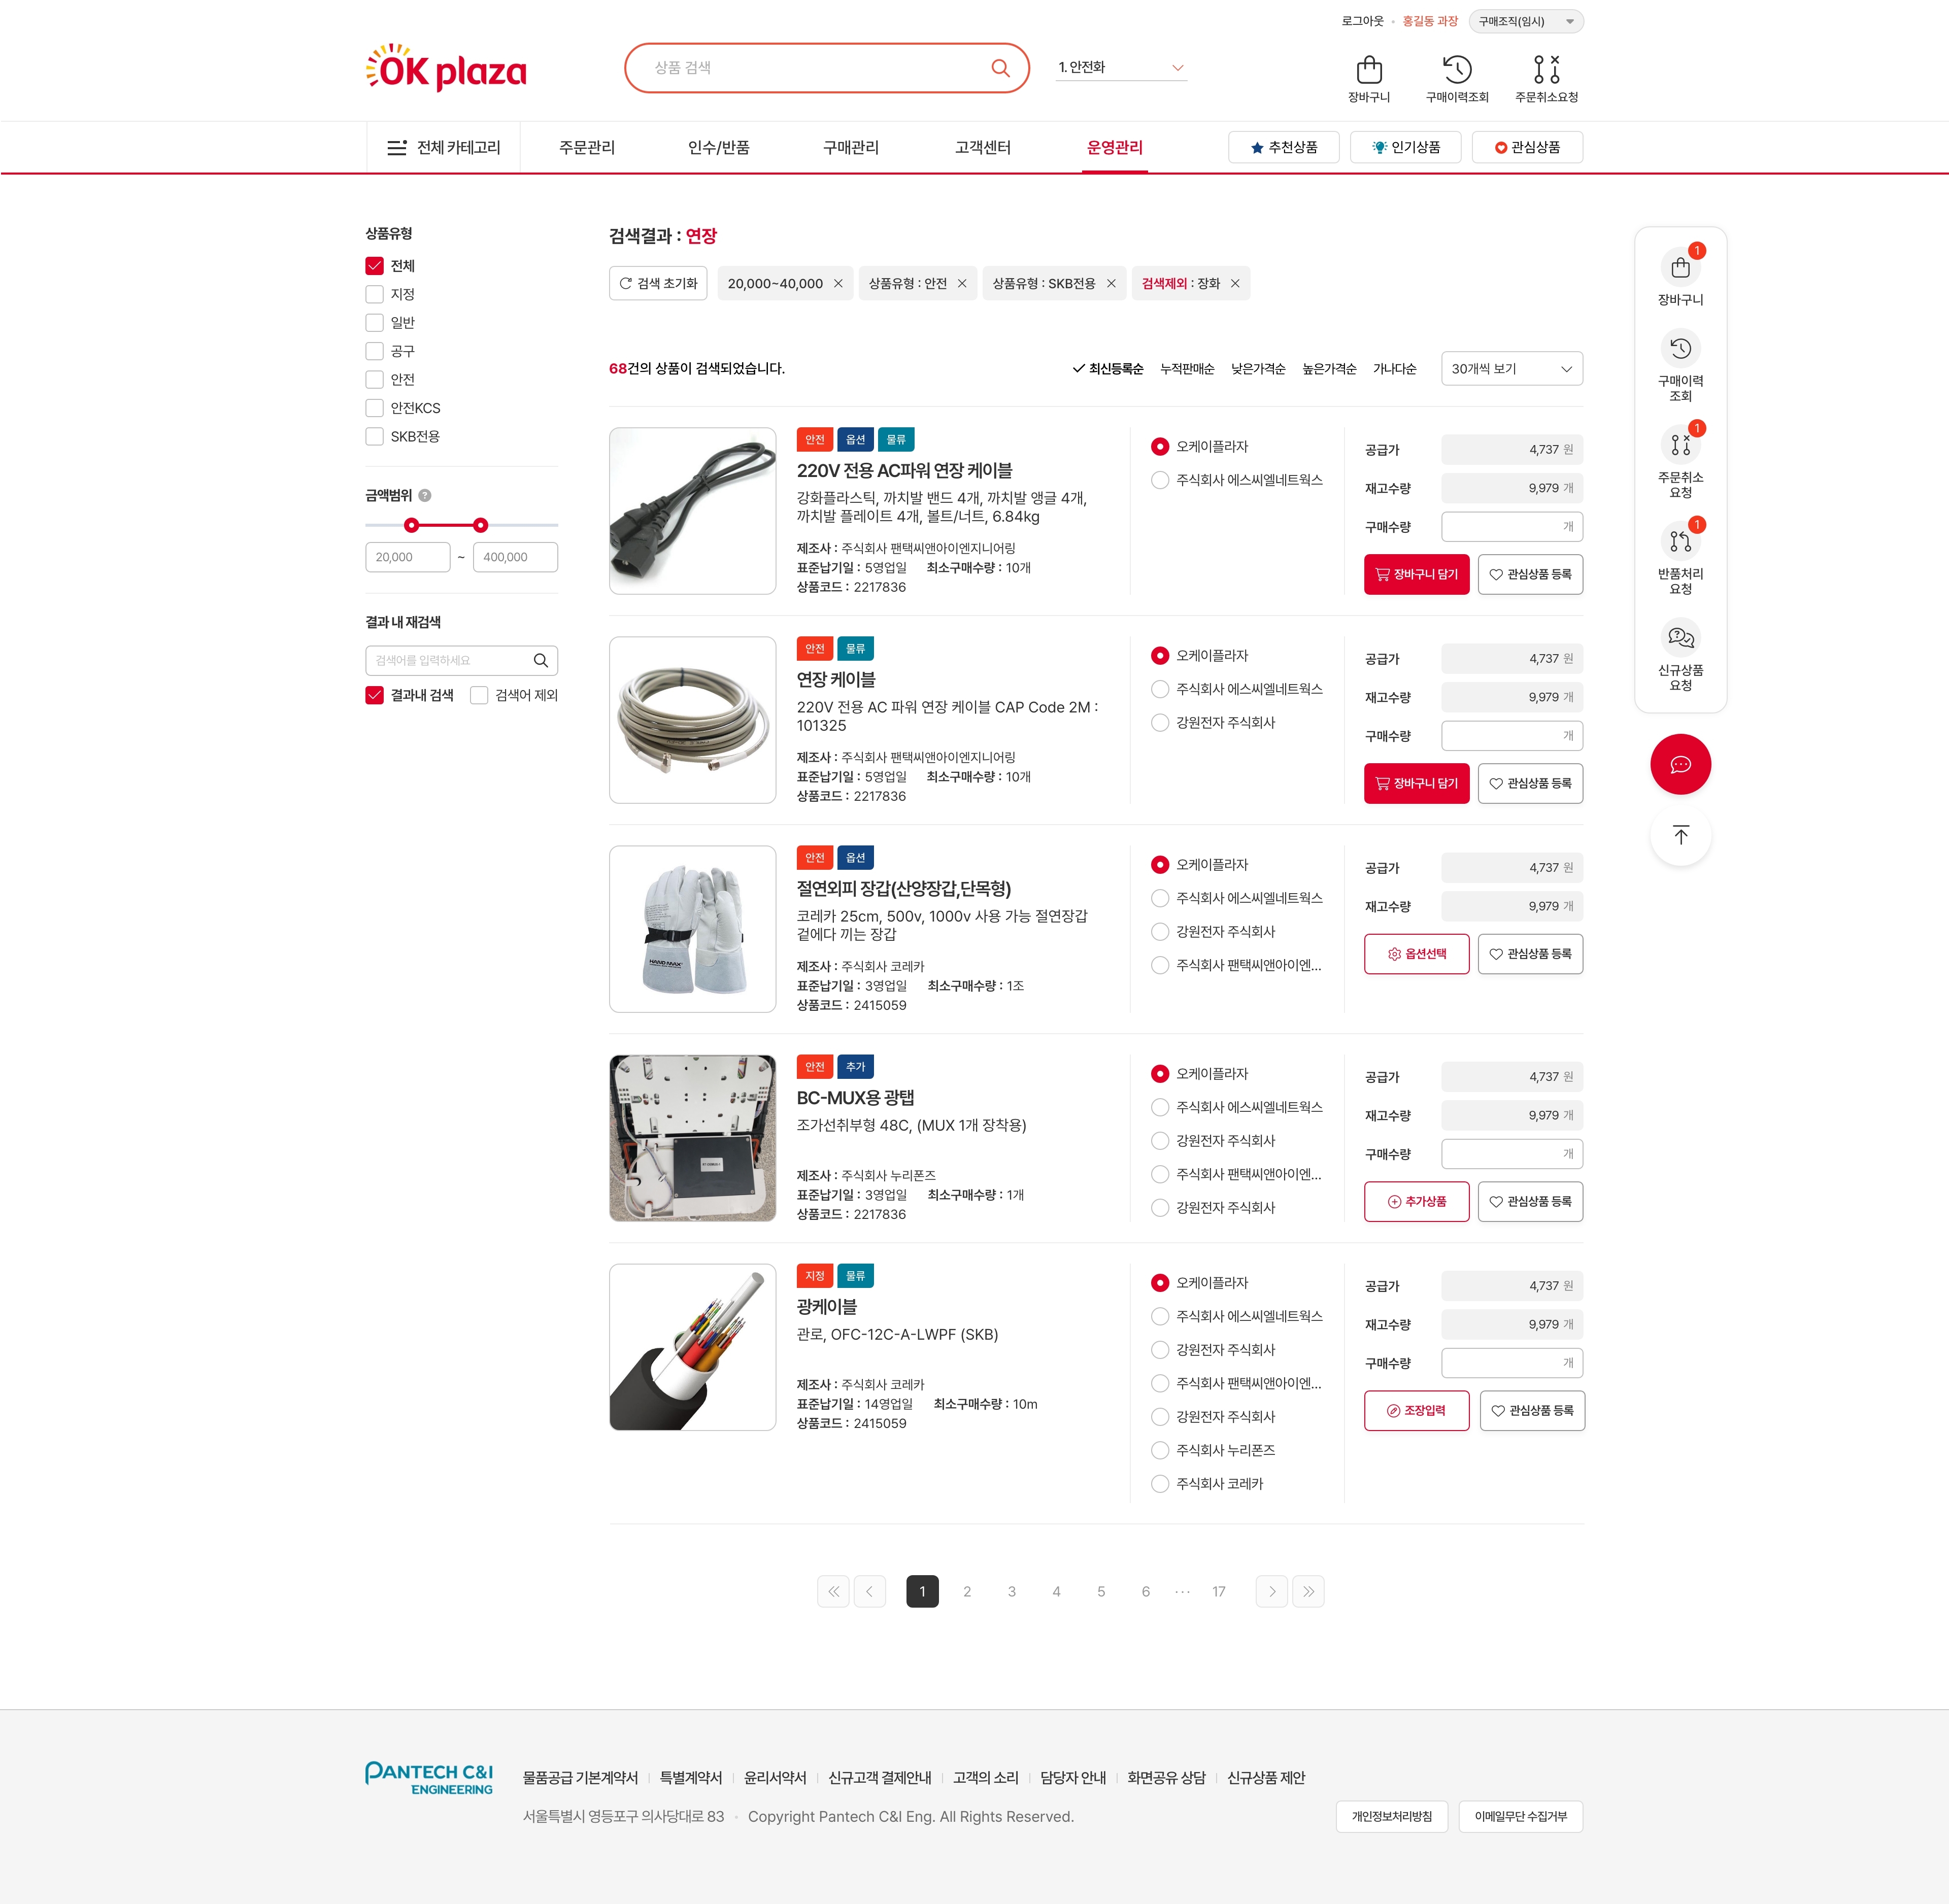 로그아웃 • 홍길동 과장 구매조직(임시)
OK plaza
상품 검색
1. 안전화
장바구니
구매이력조회
주문취소요청
전체 카테고리
주문관리
인수/반품
구매관리
고객센터
운영관리
추천상품
인기상품
관심상품
상품유형
전체
지정
일반
공구
안전
안전KCS
SKB전용
금액범위 ?
20,000 ~ 400,000
결과 내 재검색
검색어를 입력하세요
결과내 검색 검색어 제외
검색결과 : 연장
검색 초기화
20,000~40,000
상품유형 : 안전
상품유형 : SKB전용
검색제외 : 장화
68건의 상품이 검색되었습니다.
최신등록순 누적판매순 낮은가격순 높은가격순 가나다순
30개씩 보기
안전 옵션 물류
220V 전용 AC파워 연장 케이블
강화플라스틱, 까치발 밴드 4개, 까치발 앵글 4개,
까치발 플레이트 4개, 볼트/너트, 6.84kg
제조사 : 주식회사 팬택씨앤아이엔지니어링
표준납기일 : 5영업일 최소구매수량 : 10개
상품코드 : 2217836
오케이플라자
주식회사 에스씨엘네트웍스
공급가 4,737 원
재고수량 9,979 개
구매수량 개
장바구니 담기 관심상품 등록
안전 물류
연장 케이블
220V 전용 AC 파워 연장 케이블 CAP Code 2M :
101325
제조사 : 주식회사 팬택씨앤아이엔지니어링
표준납기일 : 5영업일 최소구매수량 : 10개
상품코드 : 2217836
오케이플라자
주식회사 에스씨엘네트웍스
강원전자 주식회사
공급가 4,737 원
재고수량 9,979 개
구매수량 개
장바구니 담기 관심상품 등록
HANDMAX
안전 옵션
절연외피 장갑(산양장갑,단목형)
코레카 25cm, 500v, 1000v 사용 가능 절연장갑
겉에다 끼는 장갑
제조사 : 주식회사 코레카
표준납기일 : 3영업일 최소구매수량 : 1조
상품코드 : 2415059
오케이플라자
주식회사 에스씨엘네트웍스
강원전자 주식회사
주식회사 팬택씨앤아이엔...
공급가 4,737 원
재고수량 9,979 개
옵션선택 관심상품 등록
안전 추가
BC-MUX용 광탭
조가선취부형 48C, (MUX 1개 장착용)
제조사 : 주식회사 누리폰즈
표준납기일 : 3영업일 최소구매수량 : 1개
상품코드 : 2217836
오케이플라자
주식회사 에스씨엘네트웍스
강원전자 주식회사
주식회사 팬택씨앤아이엔...
강원전자 주식회사
공급가 4,737 원
재고수량 9,979 개
구매수량 개
추가상품 관심상품 등록
지정 물류
광케이블
관로, OFC-12C-A-LWPF (SKB)
제조사 : 주식회사 코레카
표준납기일 : 14영업일 최소구매수량 : 10m
상품코드 : 2415059
오케이플라자
주식회사 에스씨엘네트웍스
강원전자 주식회사
주식회사 팬택씨앤아이엔...
강원전자 주식회사
주식회사 누리폰즈
주식회사 코레카
공급가 4,737 원
재고수량 9,979 개
구매수량 개
조장입력 관심상품 등록
1
장바구니
구매이력
조회
1
주문취소
요청
1
반품처리
요청
신규상품
요청
1 2 3 4 5 6 ··· 17
PANTECH C&I
ENGINEERING
물품공급 기본계약서 | 특별계약서 | 윤리서약서 | 신규고객 결제안내 | 고객의 소리 | 담당자 안내 | 화면공유 상담 | 신규상품 제안
서울특별시 영등포구 의사당대로 83 • Copyright Pantech C&I Eng. All Rights Reserved.
개인정보처리방침 이메일무단 수집거부